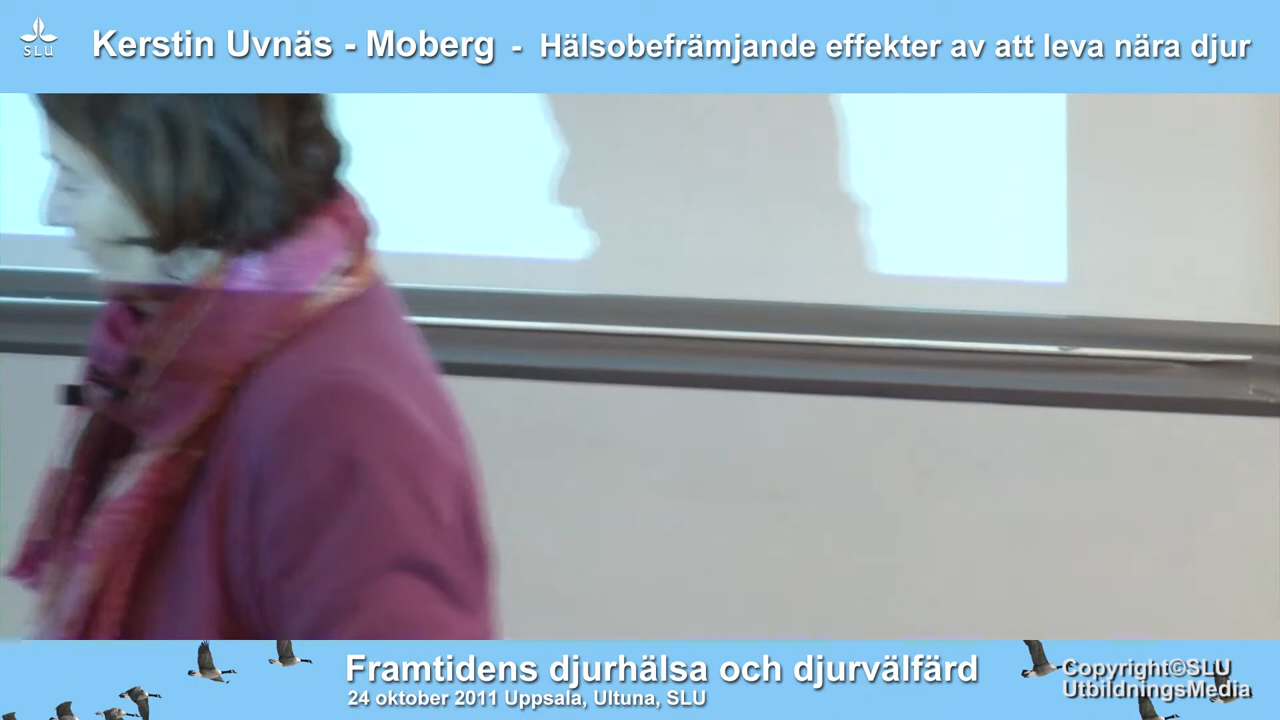 SLU
Kerstin Uvnäs - Moberg - Hälsobefrämjande effekter av att leva nära djur
Framtidens djurhälsa och djurvälfärd
24 oktober 2011 Uppsala, Ultuna, SLU
Copyright©SLU
UtbildningsMedia